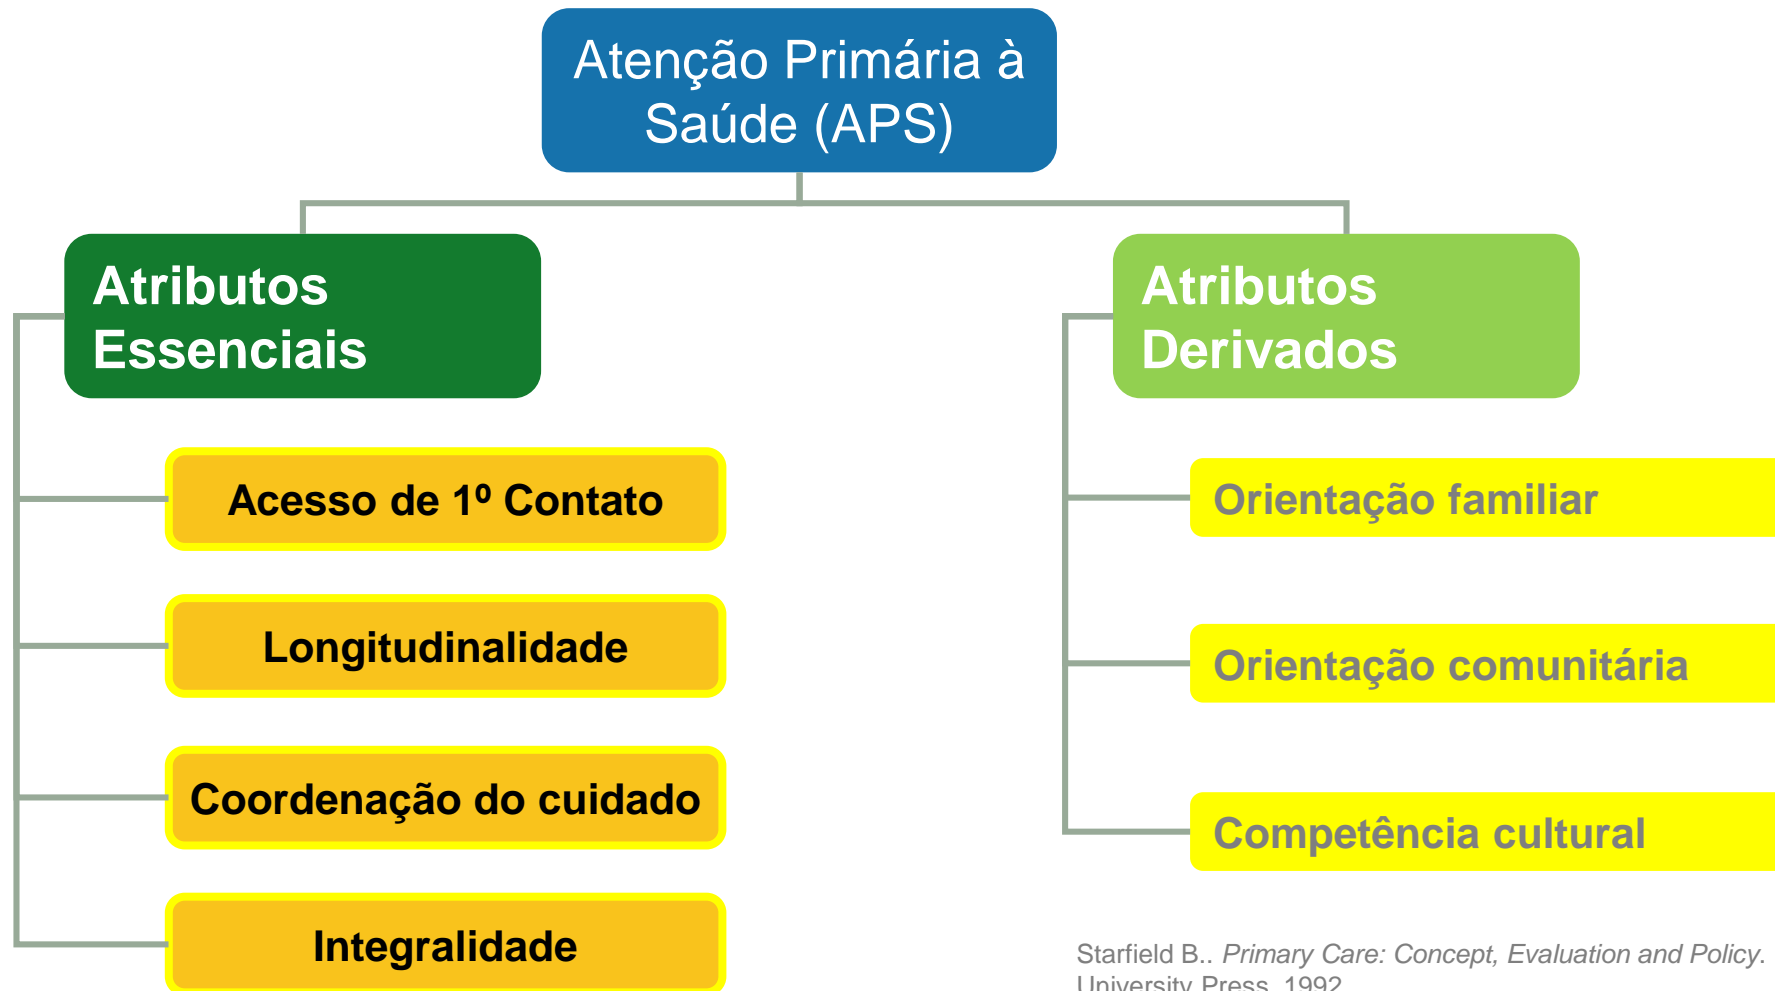 Atenção Primária à
Saúde (APS)
Atributos
Essenciais
Acesso de 1º Contato
Longitudinalidade
Coordenação do cuidado
Integralidade
Atributos
Derivados
Orientação familiar
Orientação comunitária
Competência cultural
Starfield B.. Primary Care: Concept, Evaluation and Policy.
University Press, 1992